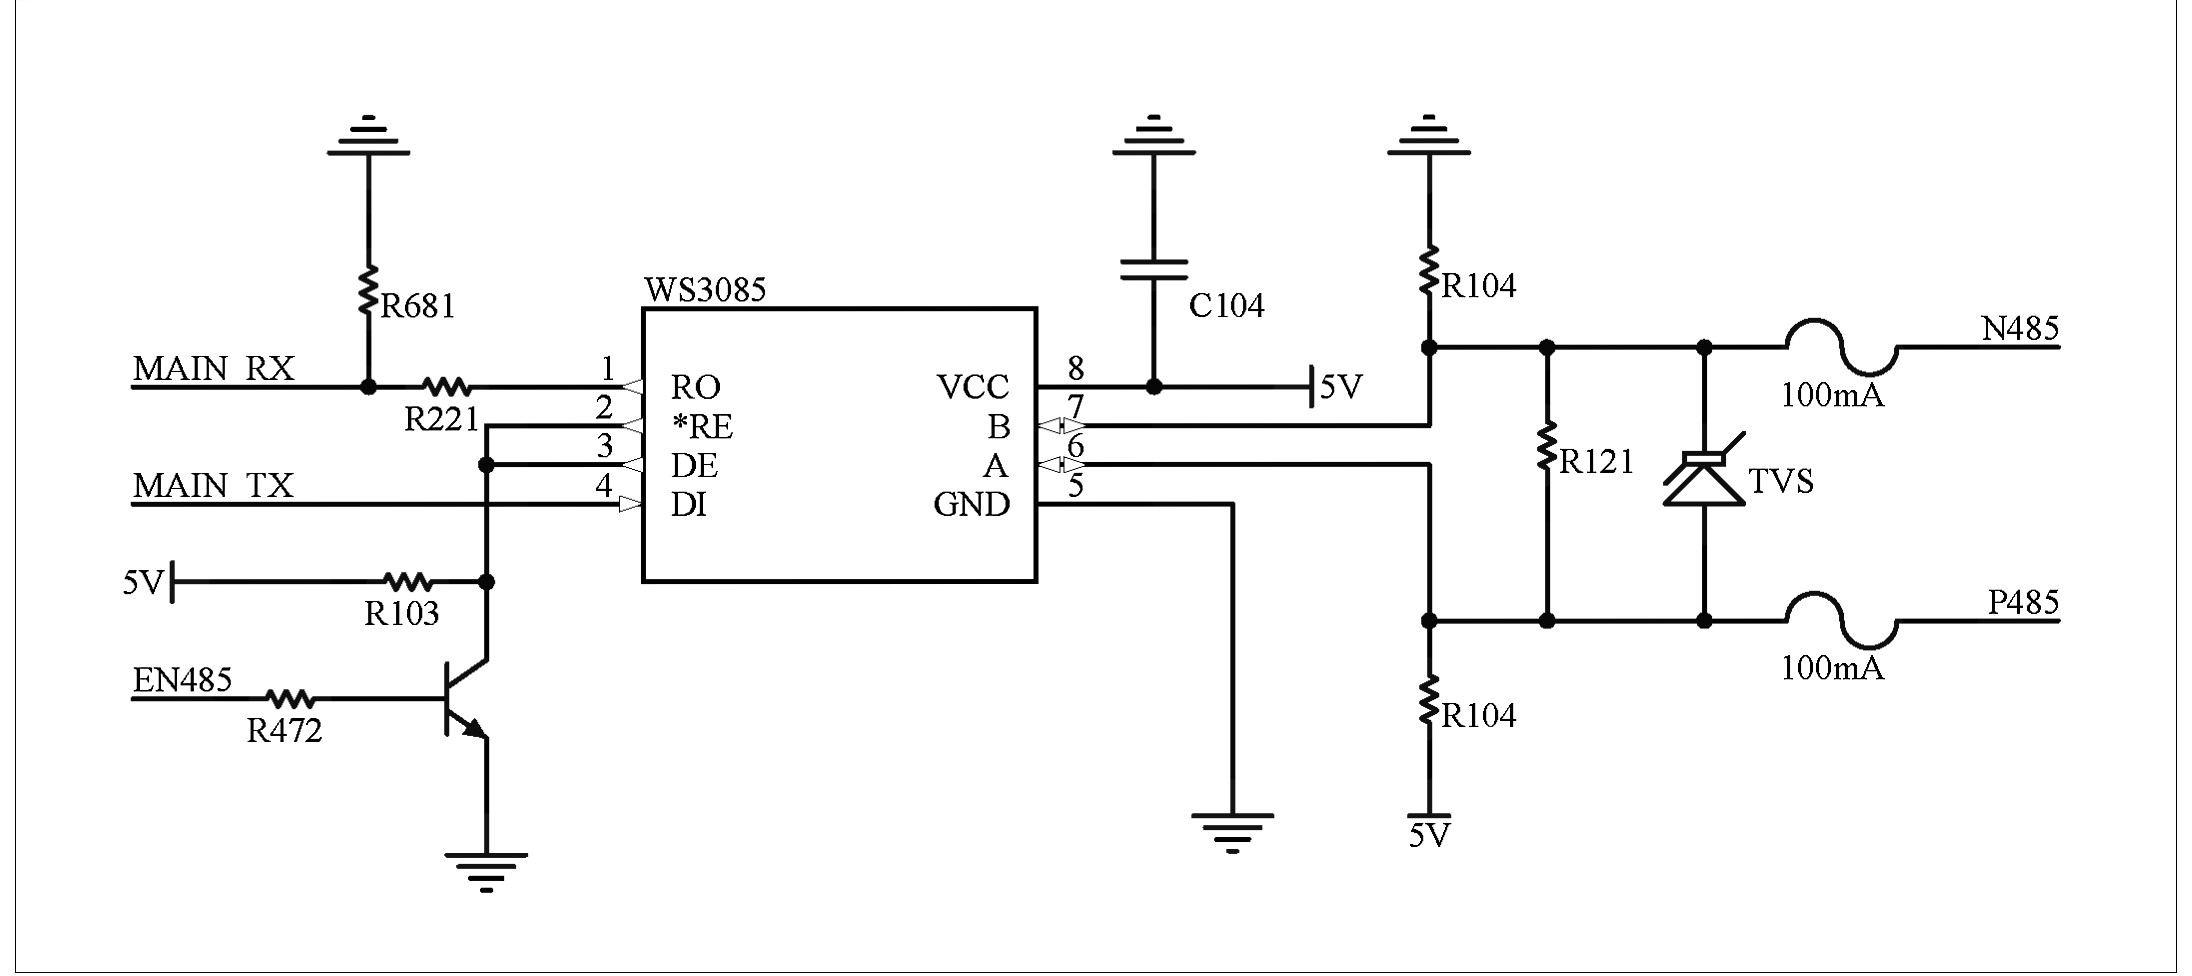 WS3085
R681
C104
R104
MAIN RX
R221
1
RO
2
*RE
3
DE
4
DI
VCC
8
5V
B
7
A
6
GND
5
MAIN TX
5V
R103
EN485
R472
N485
100mA
R121
TVS
P485
100mA
R104
5V